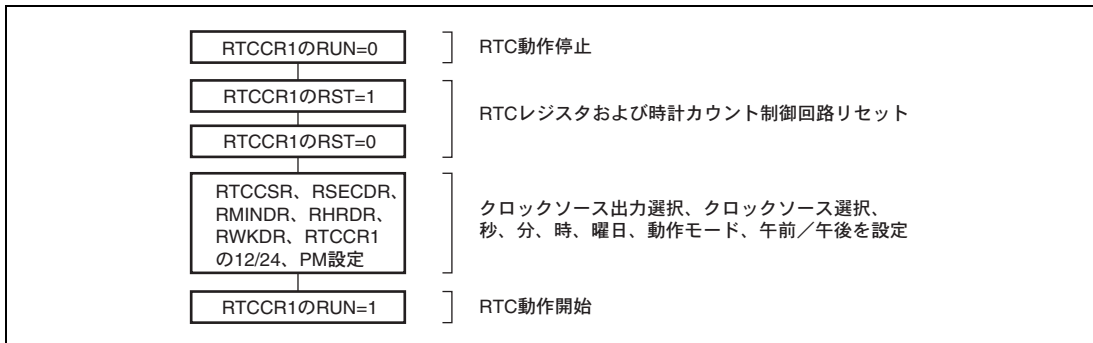 RTCCR1のRUN=0
RTC動作停止
RTCCR1のRST=1
RTCレジスタおよび時計カウント制御回路リセット
RTCCR1のRST=0
RTCCSR、RSECDR、
RMINDR、RHRDR、
RWKDR、RTCCR1
の12/24、PM設定
クロックソース出力選択、クロックソース選択、
秒、分、時、曜日、動作モード、午前／午後を設定
RTCCR1のRUN=1
RTC動作開始